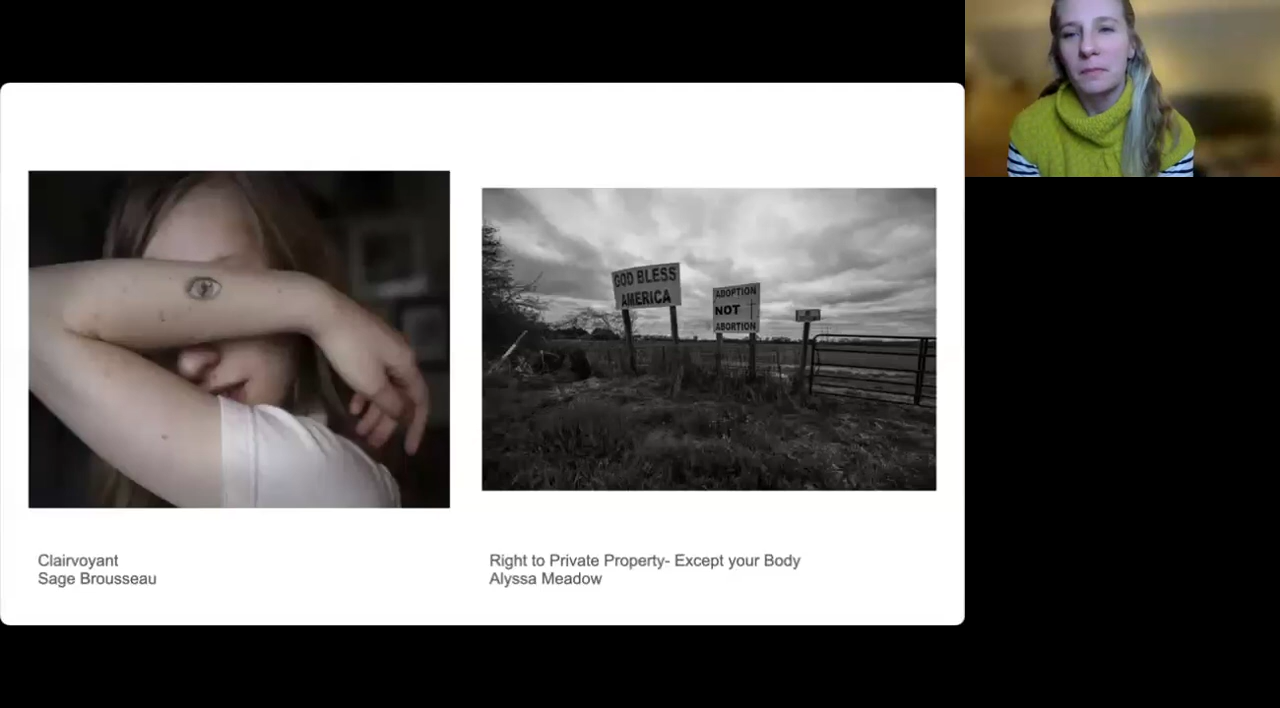 GOD BLESS
AMERICA
ADOPTION
NOT
ABORTION
Clairvoyant
Sage Brousseau
Right to Private Property- Except your Body
Alyssa Meadow